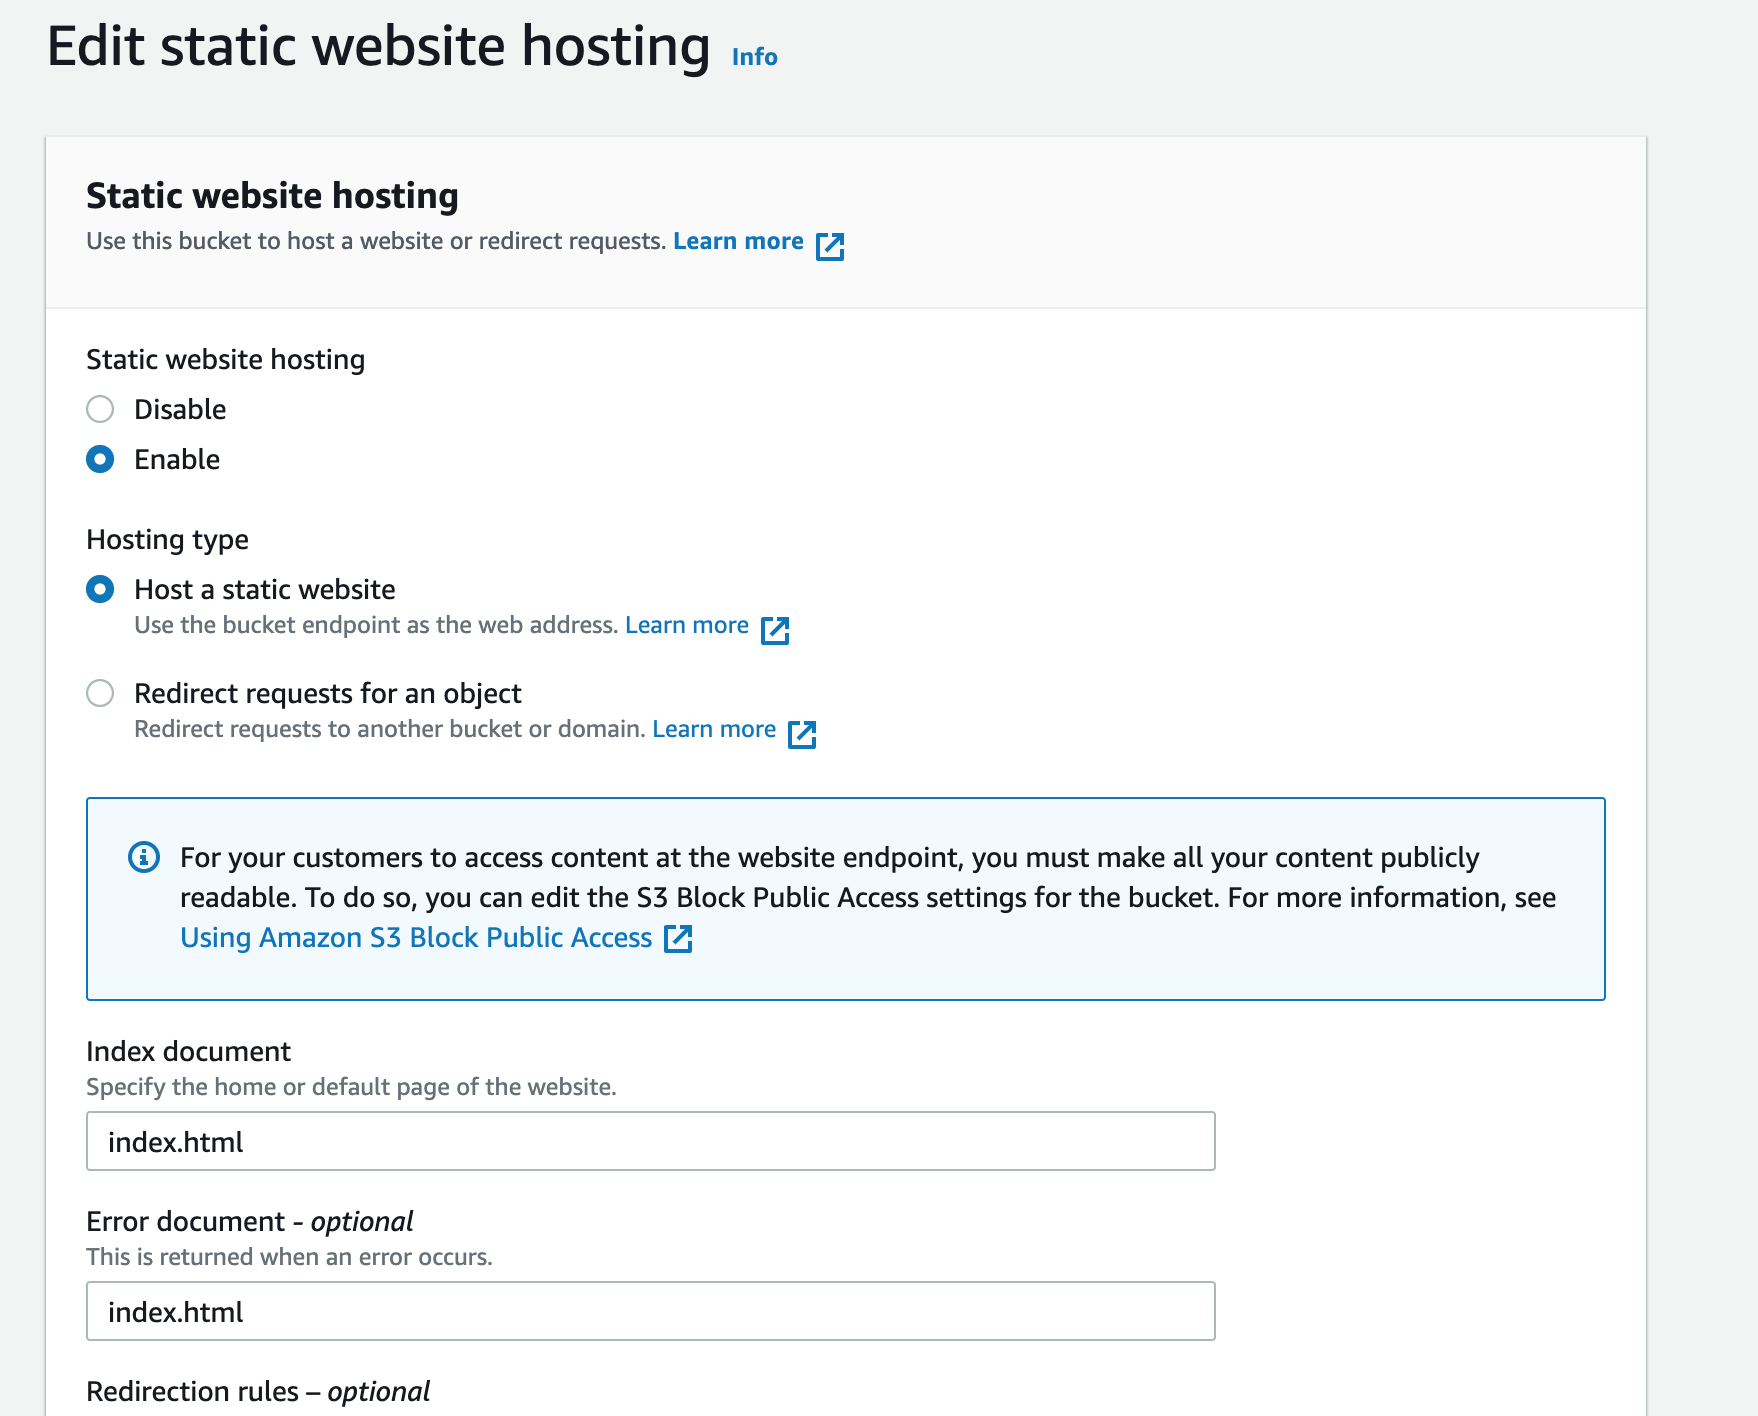 Edit static website hosting Info
Static website hosting
Use this bucket to host a website or redirect requests. Learn more
Static website hosting
Disable
Enable
Hosting type
Host a static website
Use the bucket endpoint as the web address. Learn more
Redirect requests for an object
Redirect requests to another bucket or domain. Learn more
For your customers to access content at the website endpoint, you must make all your content publicly
readable. To do so, you can edit the S3 Block Public Access settings for the bucket. For more information, see
Using Amazon S3 Block Public Access
Index document
Specify the home or default page of the website.
index.html
Error document - optional
This is returned when an error occurs.
index.html
Redirection rules – optional